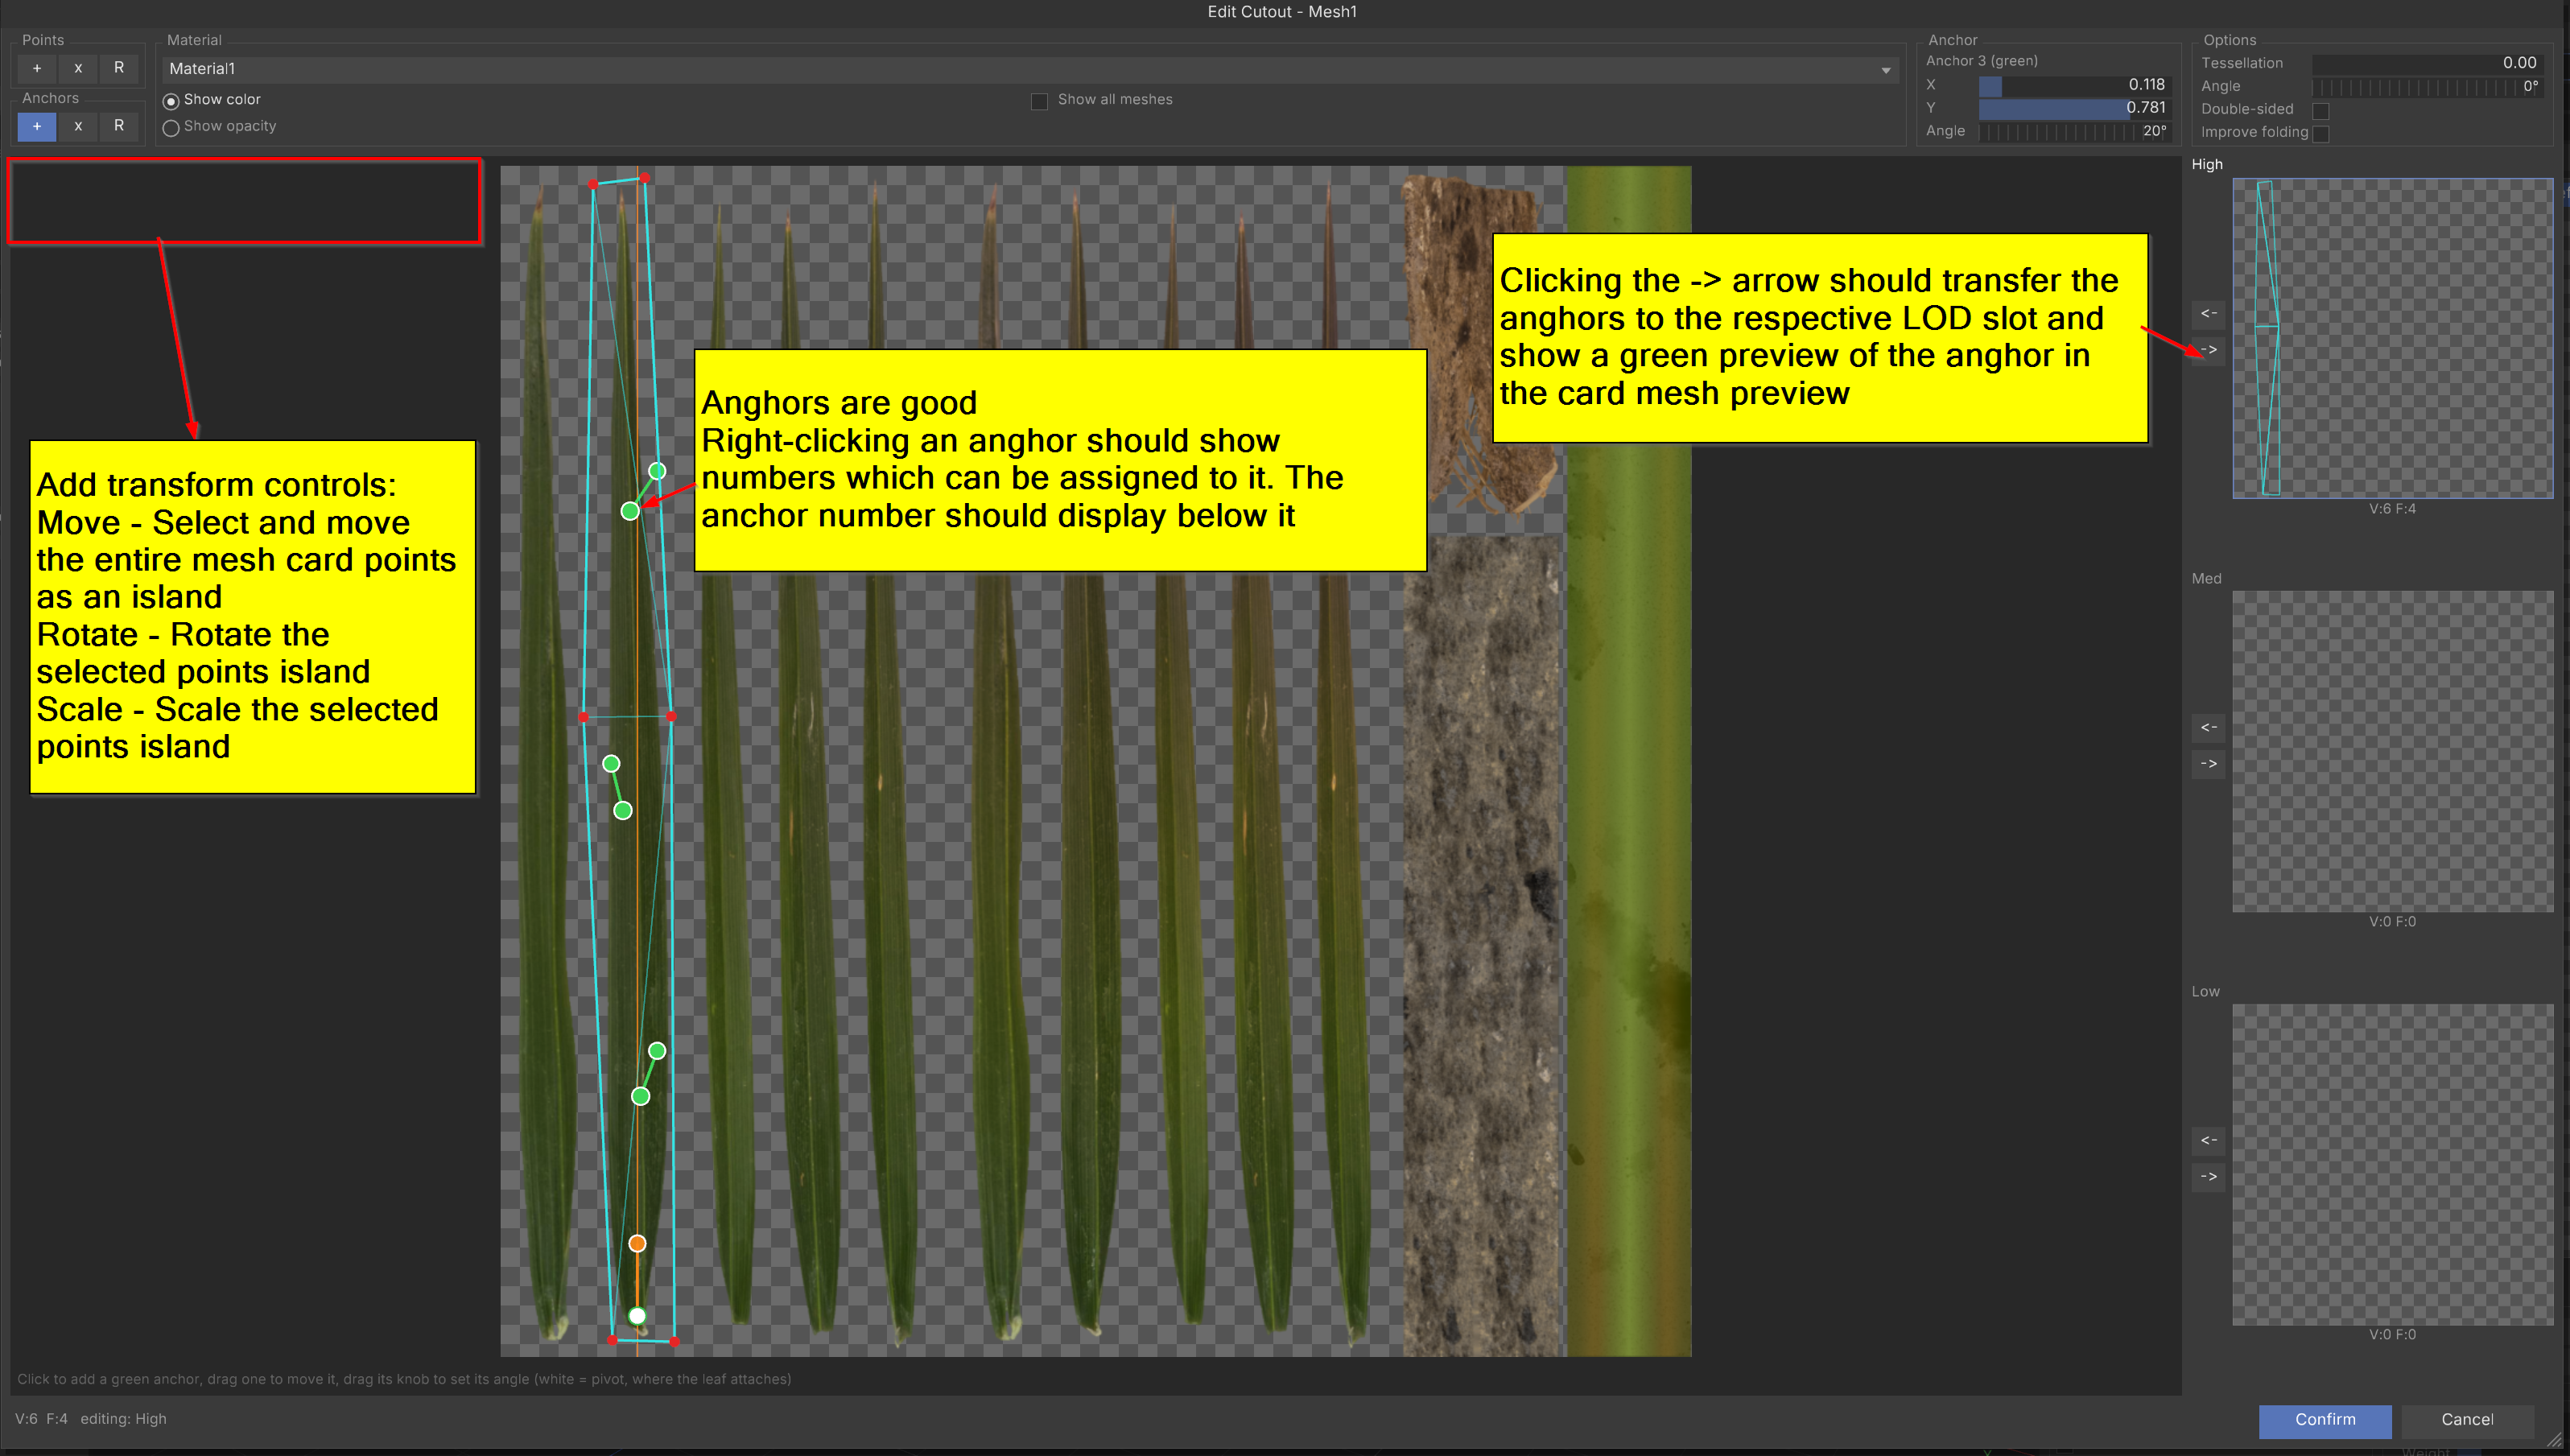 Edit Cutout - Mesh1
Points
+ x R
Anchors
+ x R
Material
Material1
Show color
Show opacity
Show all meshes
Anchor
Anchor 3 (green)
X 0.118
Y 0.781
Angle 20°
Options
Tessellation 0.00
Angle 0°
Double-sided
Improve folding
Add transform controls:
Move - Select and move
the entire mesh card points
as an island
Rotate - Rotate the
selected points island
Scale - Scale the selected
points island
Anghors are good
Right-clicking an anghor should show
numbers which can be assigned to it. The
anchor number should display below it
Clicking the -> arrow should transfer the
anghors to the respective LOD slot and
show a green preview of the anghor in
the card mesh preview
High
<-
->
V:6 F:4
Med
<-
->
V:0 F:0
Low
<-
->
V:0 F:0
Click to add a green anchor, drag one to move it, drag its knob to set its angle (white = pivot, where the leaf attaches)
V:6 F:4 editing: High
Confirm
Cancel
Weight